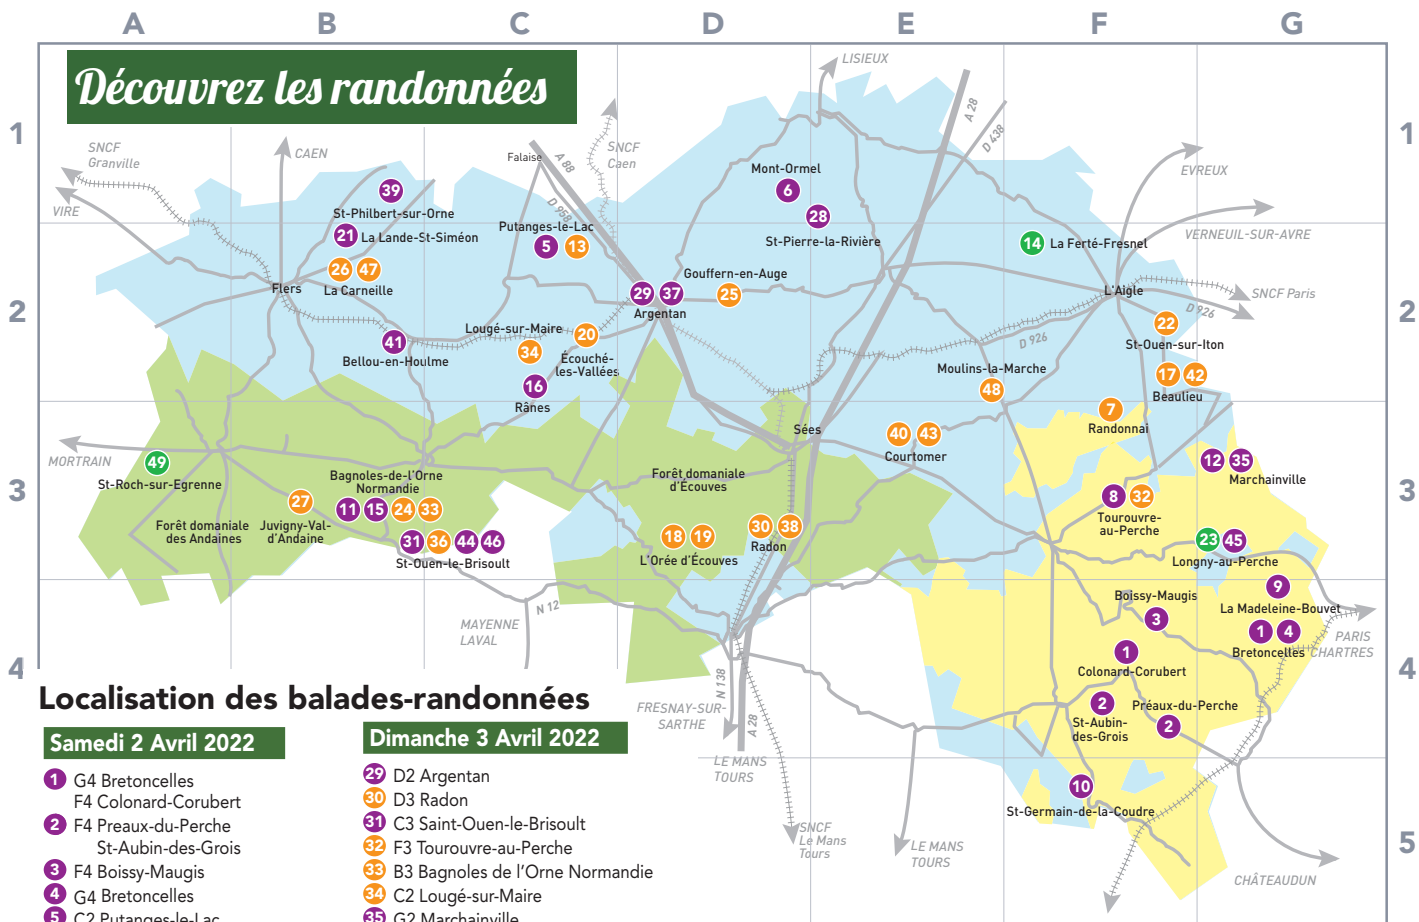 A B C D E F G
Découvrez les randonnées
1
1
2
2
3
3
4
4
5
SNCF
Granville
VIRE
CAEN
Falaise
A 88
D 958
SNCF
Caen
LISIEUX
A 28
D 438
EVREUX
VERNEUIL-SUR-AVRE
SNCF Paris
D 926
D 926
39
St-Philbert-sur-Orne
21 La Lande-St-Siméon
26 47
La Carneille
Flers
Putanges-le-Lac
5 13
Mont-Ormel
6
28
St-Pierre-la-Rivière
14 La Ferté-Fresnel
L'Aigle
Gouffern-en-Auge
25
29 37
Argentan
41
Bellou-en-Houlme
Lougé-sur-Maire
34
20
Écouché-
les-Vallées
16
Rânes
22
St-Ouen-sur-Iton
17 42
Beaulieu
Moulins-la-Marche
48
7
Randonnai
Sées
40 43
Courtomer
MORTRAIN
49
St-Roch-sur-Egrenne
Forêt domaniale
des Andaines
27
Juvigny-Val-
d'Andaine
Bagnoles-de-l'Orne
Normandie
11 15 24 33
31 36 44 46
St-Ouen-le-Brisoult
Forêt domaniale
d'Écouves
18 19
L'Orée d'Écouves
30 38
Radon
12 35
Marchainville
8 32
Tourouvre-
au-Perche
23 45
Longny-au-Perche
9
La Madeleine-Bouvet
1 4
Bretoncelles
Boissy-Maugis
3
1
Colonard-Corubert
2
St-Aubin-
des-Grois
Préaux-du-Perche
2
10
St-Germain-de-la-Coudre
N 12
MAYENNE
LAVAL
N 138
FRESNAY-SUR-
SARTHE
A 28
LE MANS
TOURS
SNCF
Le Mans
Tours
LE MANS
TOURS
PARIS
CHARTRES
CHÂTEAUDUN
Localisation des balades-randonnées
Samedi 2 Avril 2022
1 G4 Bretoncelles
F4 Colonard-Corubert
2 F4 Preaux-du-Perche
St-Aubin-des-Grois
3 F4 Boissy-Maugis
4 G4 Bretoncelles
5 C2 Putanges-le-Lac
Dimanche 3 Avril 2022
29 D2 Argentan
30 D3 Radon
31 C3 Saint-Ouen-le-Brisoult
32 F3 Tourouvre-au-Perche
33 B3 Bagnoles de l'Orne Normandie
34 C2 Lougé-sur-Maire
35 G2 Marchainville